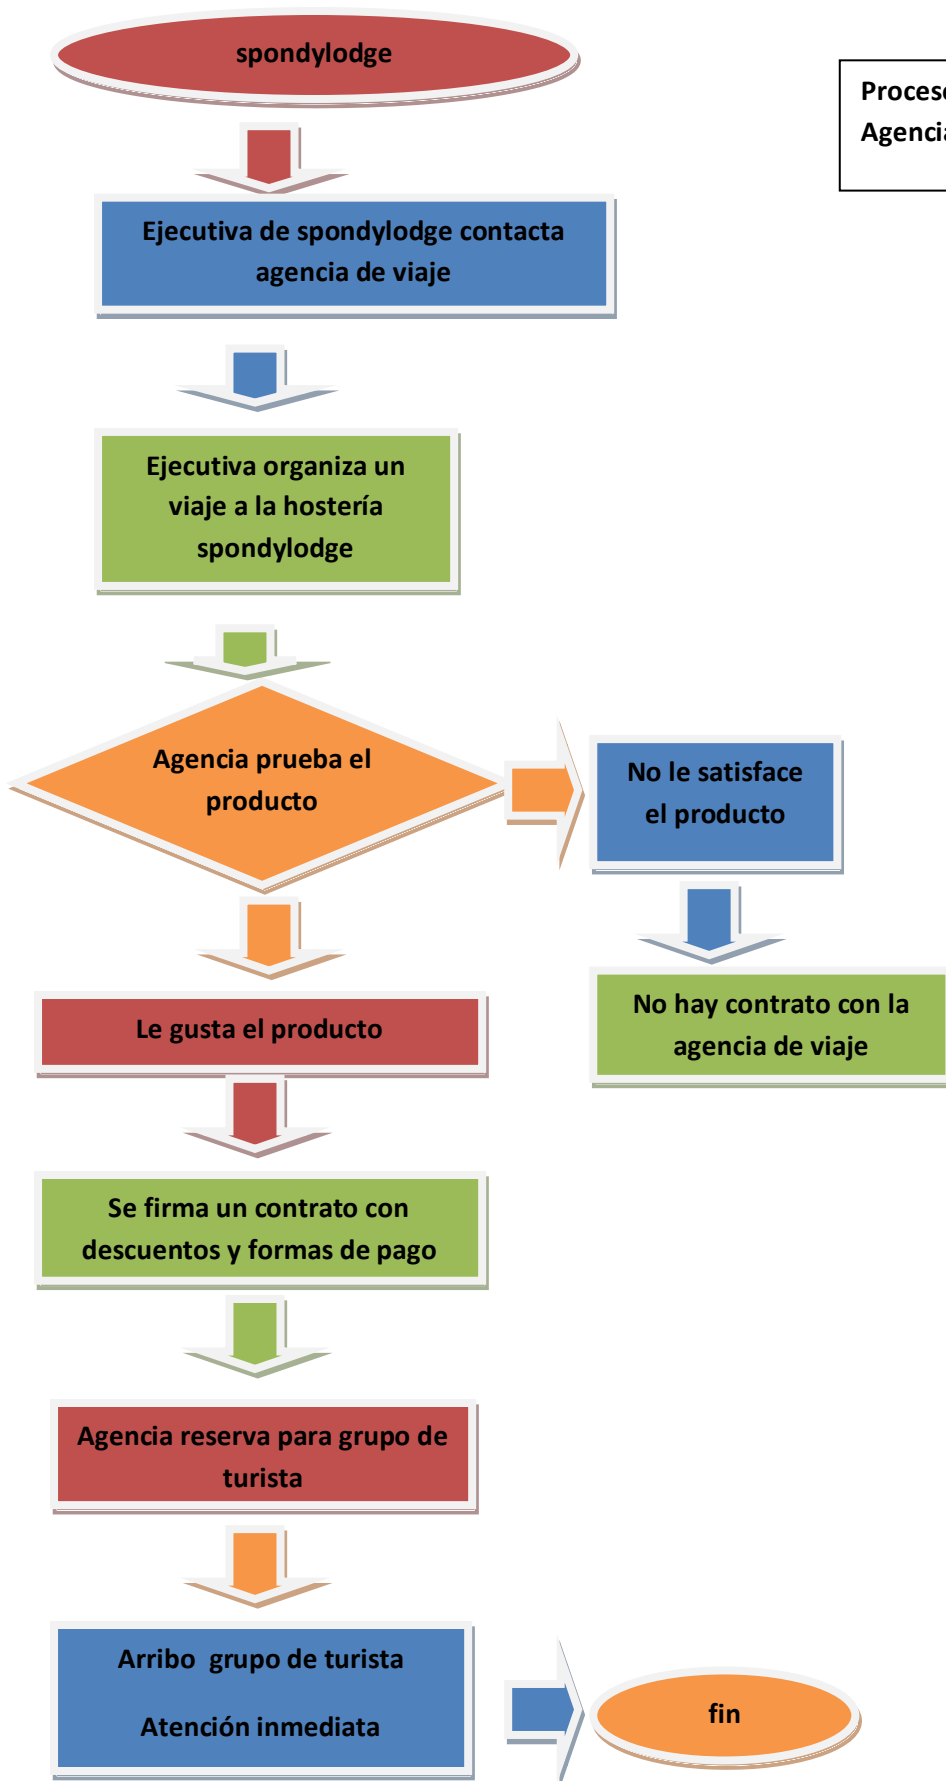 spondylodge
Proceso
Agencia
Ejecutiva de spondylodge contacta
agencia de viaje
Ejecutiva organiza un
viaje a la hostería
spondylodge
Agencia prueba el
producto
No le satisface
el producto
No hay contrato con la
agencia de viaje
Le gusta el producto
Se firma un contrato con
descuentos y formas de pago
Agencia reserva para grupo de
turista
Arribo  grupo de turista
Atención inmediata
fin